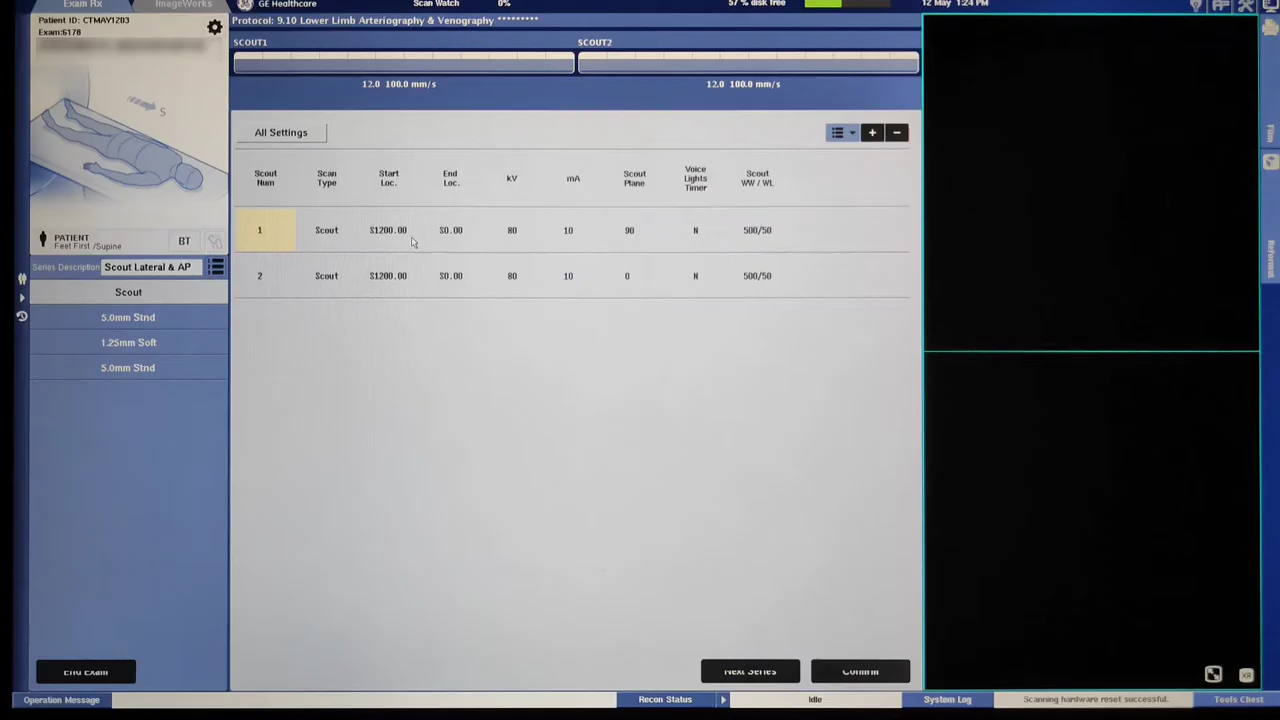 Exam Rx
ImageWorks
GE Healthcare
Scan Watch
0%
57 % disk free
12 May 1:24 PM
Patient ID: CTMAY1203
Exam:6178
S
PATIENT
Feet First /Supine
BT
Series Description
Scout Lateral & AP
Scout
5.0mm Stnd
1.25mm Soft
5.0mm Stnd
End Exam
Protocol: 9.10 Lower Limb Arteriography & Venography ********
SCOUT1
SCOUT2
12.0 100.0 mm/s
12.0 100.0 mm/s
All Settings
Scout Num Scan Type Start Loc. End Loc. kV mA Scout Plane Voice Lights Timer Scout WW / WL
1 Scout S1200.00 S0.00 80 10 90 N 500/50
2 Scout S1200.00 S0.00 80 10 0 N 500/50
Next Series
Confirm
Film
Reformat
XR
Operation Message
Recon Status
Idle
System Log
Scanning hardware reset successful.
Tools Chest